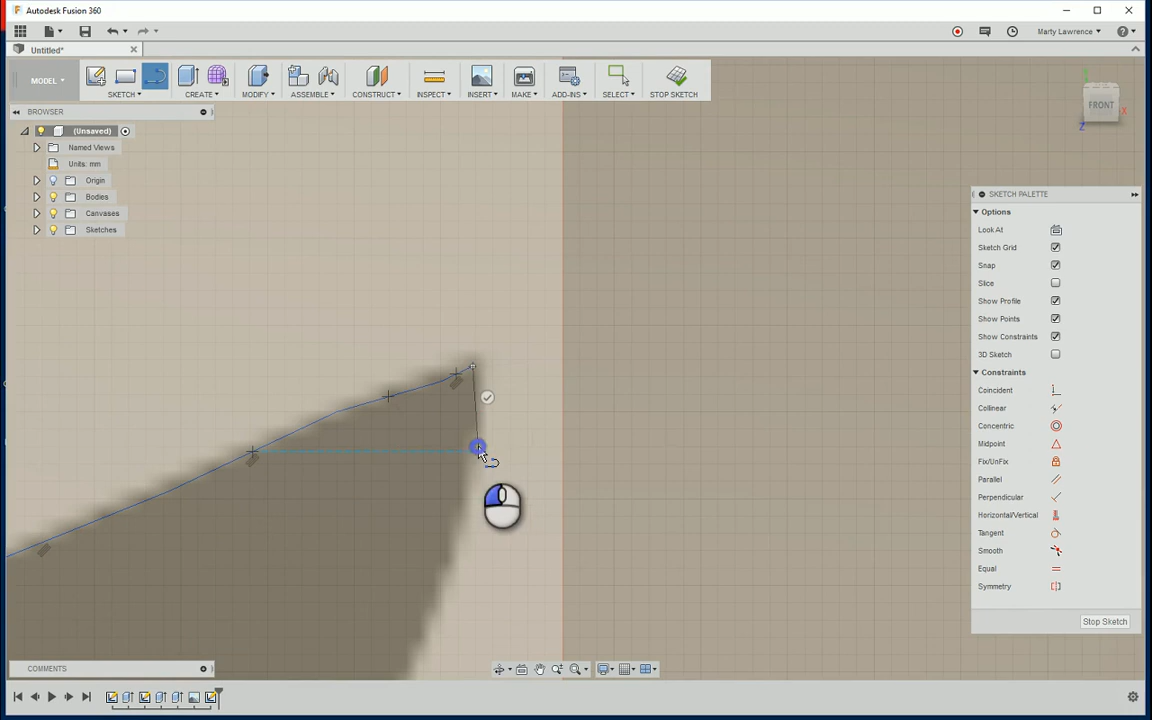 Autodesk Fusion 360
Marty Lawrence
Untitled*
MODEL
SKETCH
CREATE
MODIFY
ASSEMBLE
CONSTRUCT
INSPECT
INSERT
MAKE
ADD-INS
SELECT
STOP SKETCH
FRONT
X
Z
BROWSER
(Unsaved)
Named Views
Units: mm
Origin
Bodies
Canvases
Sketches
SKETCH PALETTE
Options
Look At
Sketch Grid
Snap
Slice
Show Profile
Show Points
Show Constraints
3D Sketch
Constraints
Coincident
Collinear
Concentric
Midpoint
Fix/UnFix
Parallel
Perpendicular
Horizontal/Vertical
Tangent
Smooth
Equal
Symmetry
Stop Sketch
COMMENTS